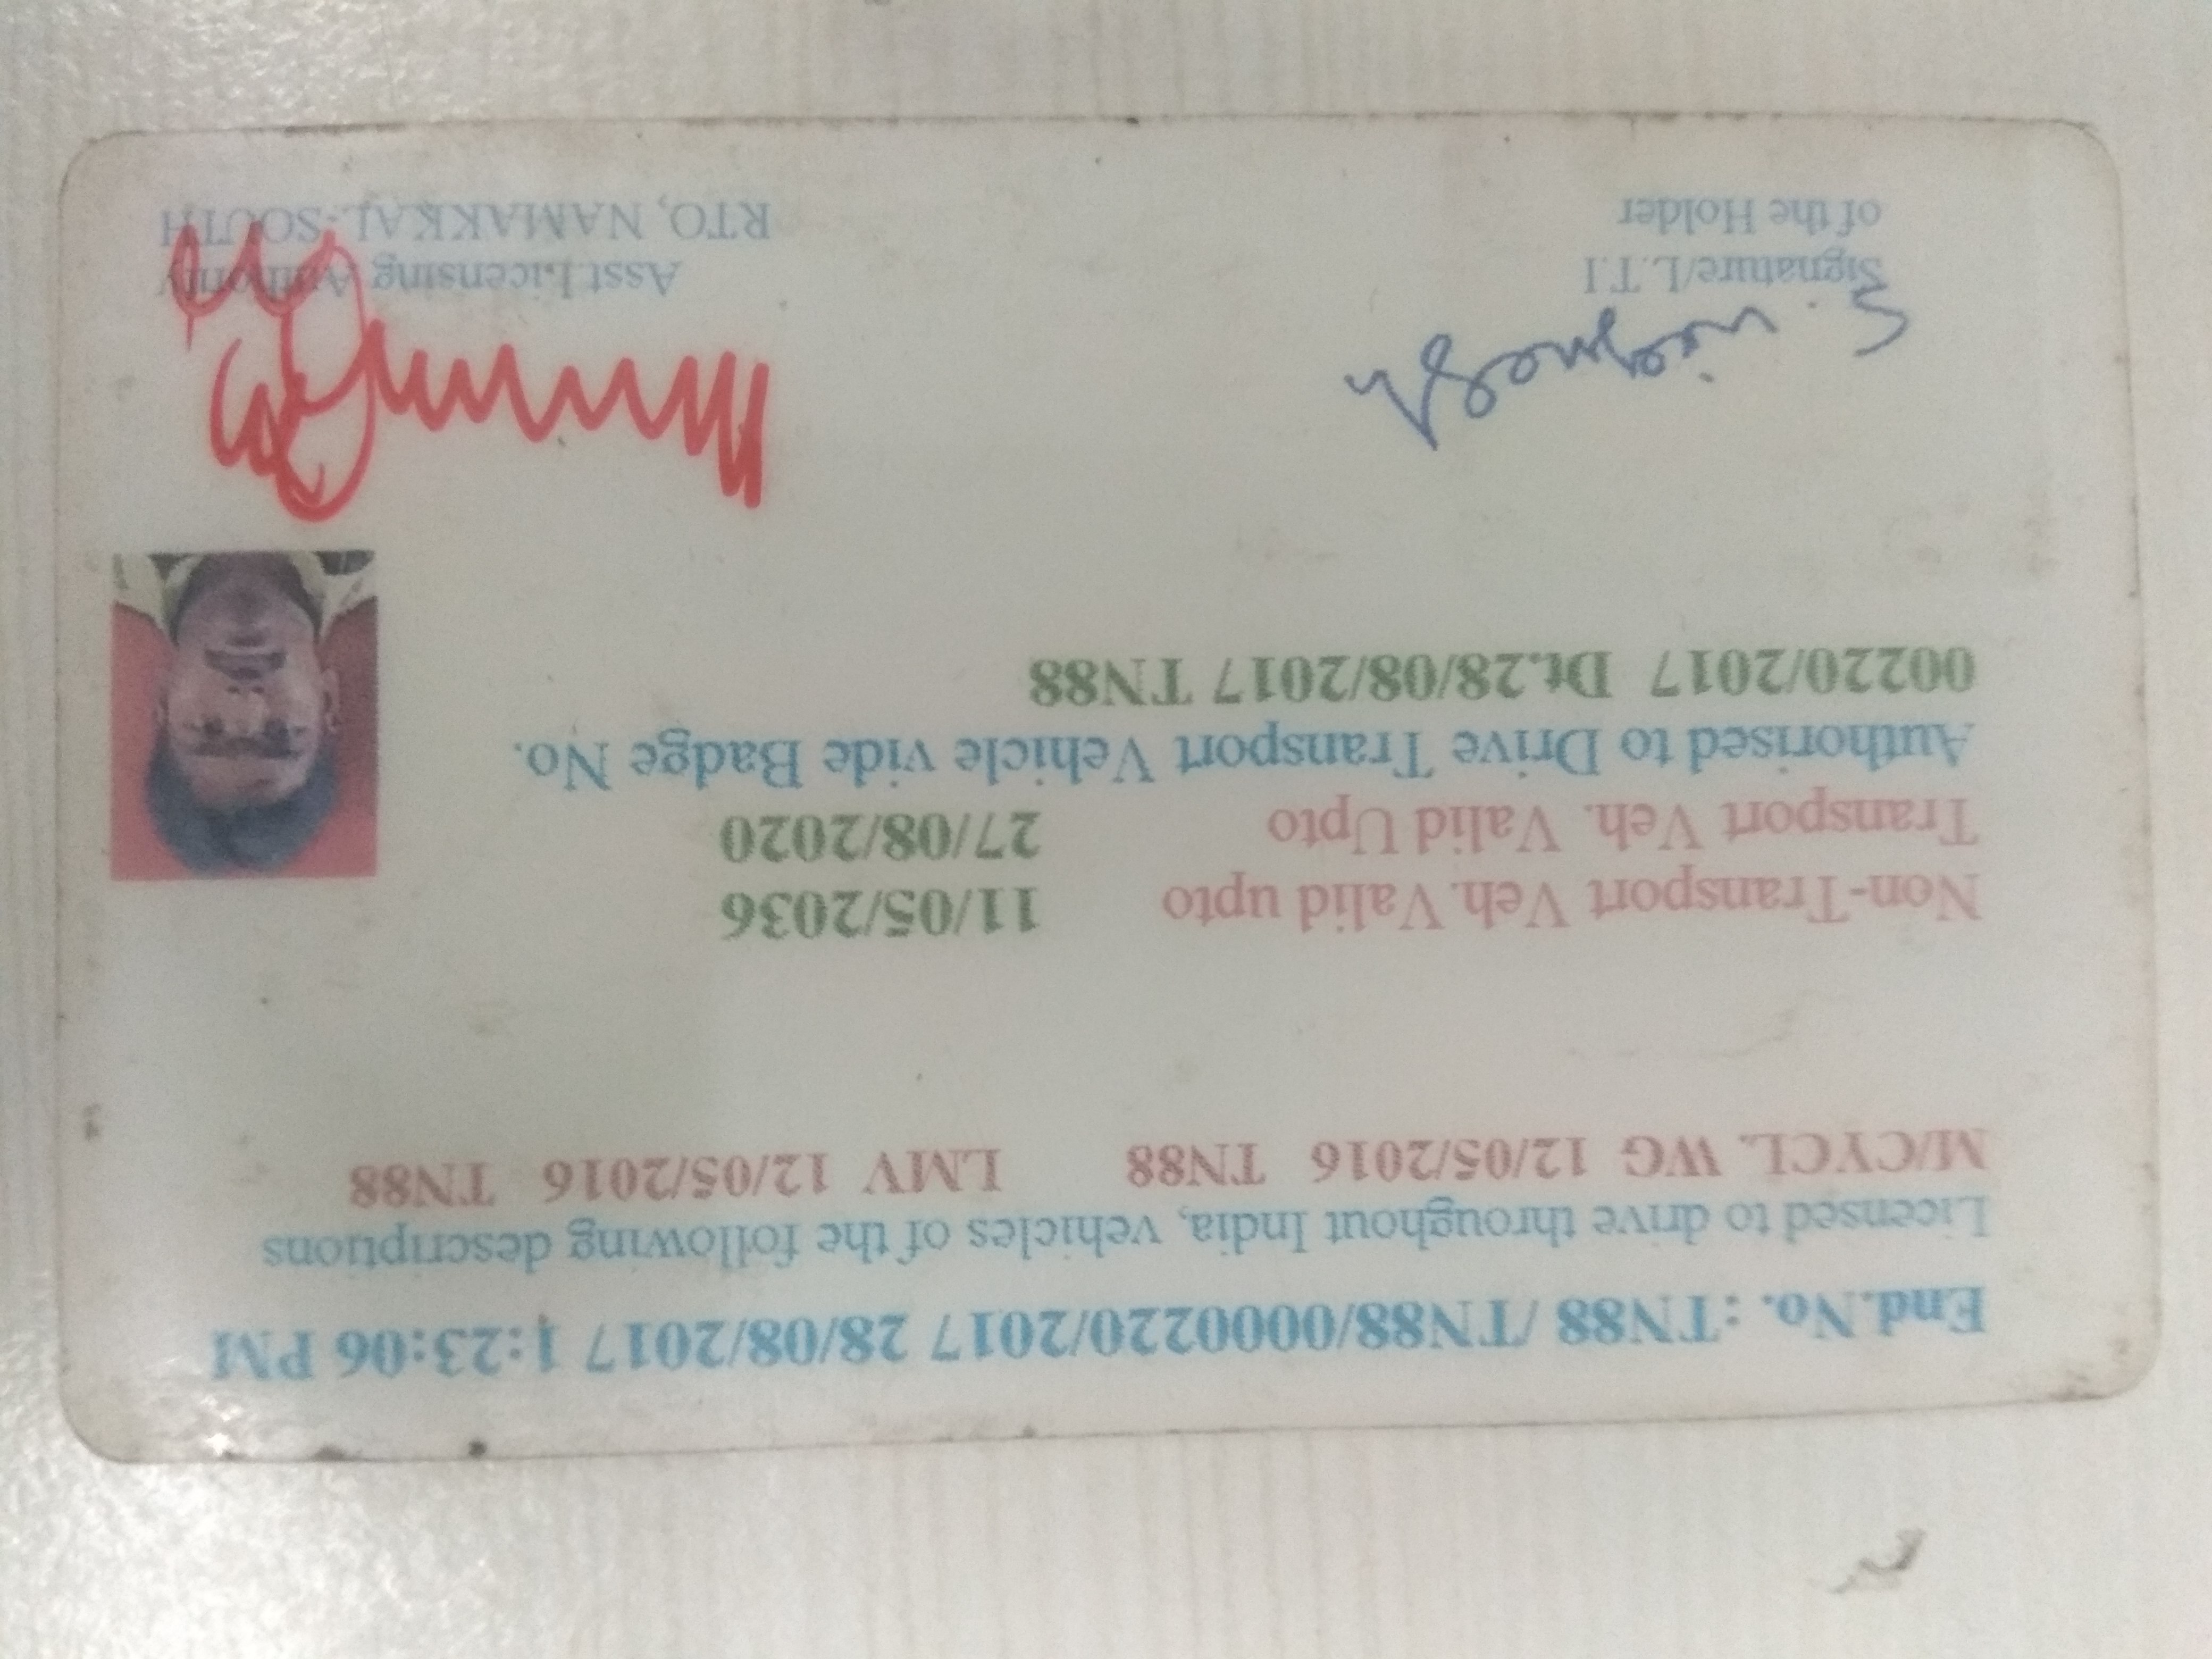 End.No. : TN88 /TN88/0000220/2017 28/08/2017 1:23:06 PM
Licensed to drive throughout India, vehicles of the following descriptions
M/CYCL. WG 12/05/2016 TN88 LMV 12/05/2016 TN88
Non-Transport Veh. Valid upto 11/05/2036
Transport Veh. Valid Upto 27/08/2020
Authorised to Drive Transport Vehicle vide Badge No.
00220/2017 Dt.28/08/2017 TN88
Signature/L.T.I
of the Holder
Asst Licensing Authority
RTO, NAMAKKAL-SOUTH